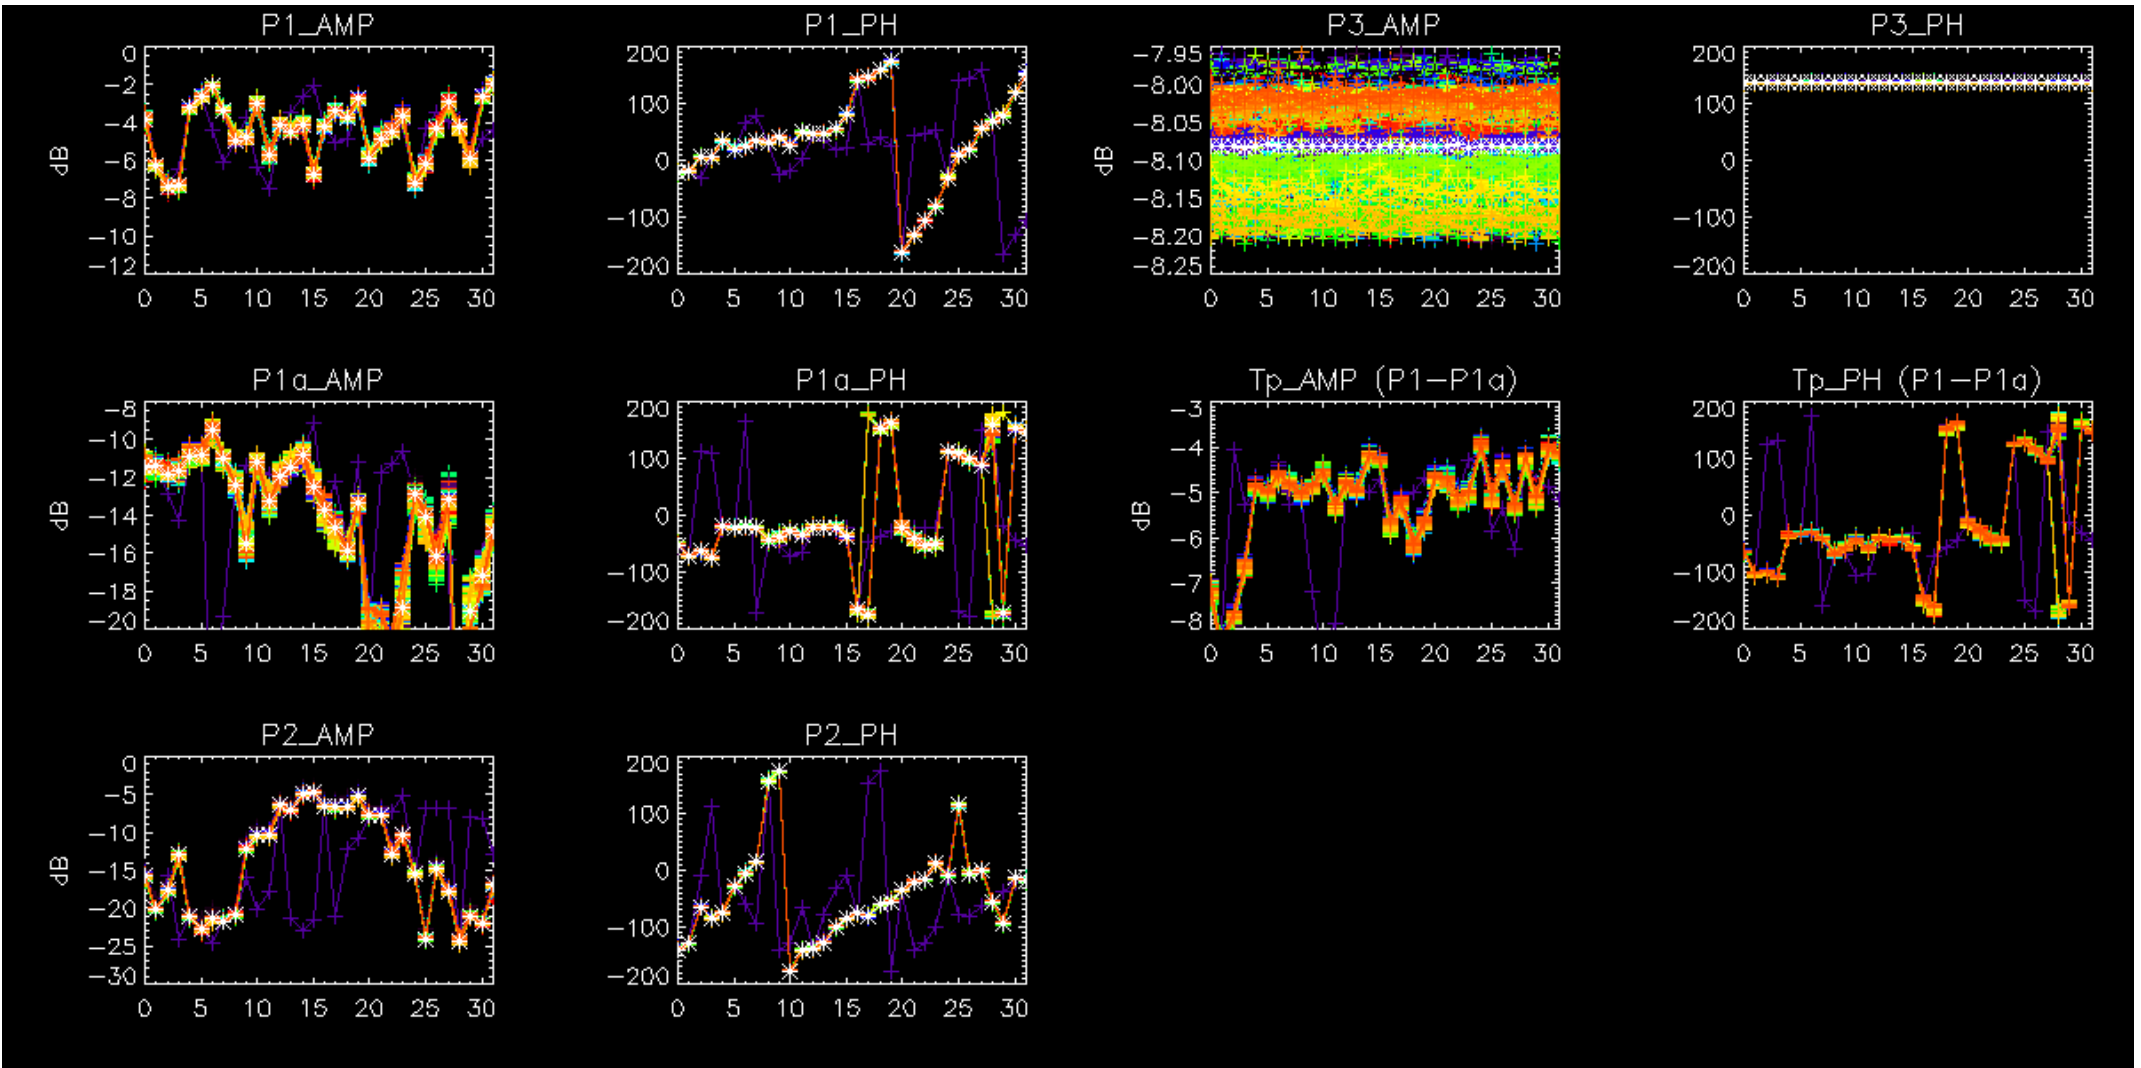 P1_AMP P1_PH P3_AMP P3_PH
0 200 −7.95 200
−2 −8.00
−4 100 −8.05 100
dB −6 0 dB −8.10 0
−8 −8.15
−10 −100 −8.20 −100
−12 −200 −8.25 −200
0 5 10 15 20 25 30 0 5 10 15 20 25 30 0 5 10 15 20 25 30 0 5 10 15 20 25 30
P1a_AMP P1a_PH Tp_AMP (P1−P1a) Tp_PH (P1−P1a)
−8 200 −3 200
−10 100 −4 100
−12
dB −14 0 dB −5 0
−16 −6
−18 −100 −7 −100
−20 −200 −8 −200
0 5 10 15 20 25 30 0 5 10 15 20 25 30 0 5 10 15 20 25 30 0 5 10 15 20 25 30
P2_AMP P2_PH
0 200
−5 100
−10
dB −15 0
−20 −100
−25
−30 −200
0 5 10 15 20 25 30 0 5 10 15 20 25 30